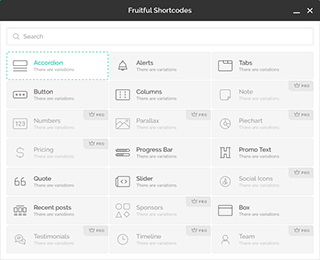 Fruitful Shortcodes
Search
Accordion
There are variations
Alerts
There are variations
Tabs
There are variations
Button
There are variations
Columns
There are variations
PRO
Note
There are variations
PRO
123
Numbers
There are variations
PRO
Parallax
There are variations
PRO
Piechart
There are variations
PRO
$
Pricing
There are variations
Progress Bar
There are variations
Promo Text
There are variations
Quote
There are variations
Slider
There are variations
PRO
Social Icons
There are variations
Recent posts
There are variations
PRO
Sponsors
There are variations
Box
There are variations
PRO
Testimonials
There are variations
PRO
Timeline
There are variations
PRO
Team
There are variations